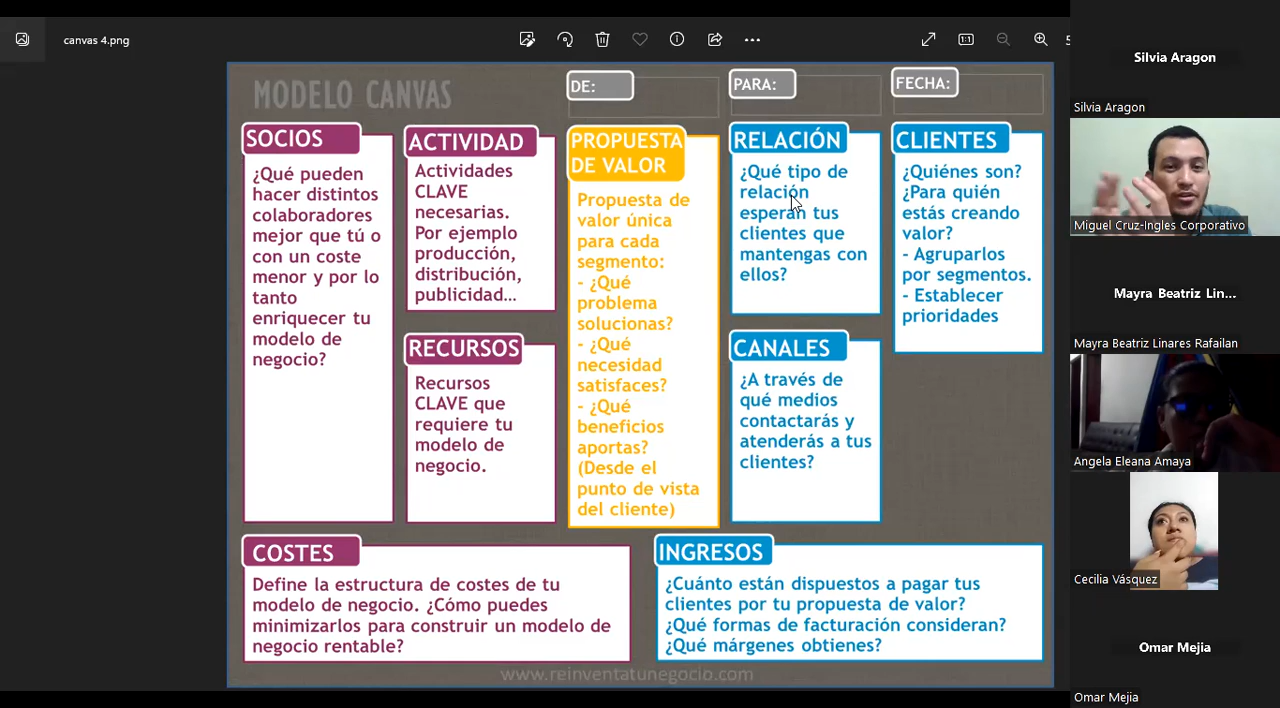 canvas 4.png
1:1
5
MODELO CANVAS
DE:
PARA:
FECHA:
SOCIOS
¿Qué pueden
hacer distintos
colaboradores
mejor que tú o
con un coste
menor y por lo
tanto
enriquecer tu
modelo de
negocio?
ACTIVIDAD
Actividades
CLAVE
necesarias.
Por ejemplo
producción,
distribución,
publicidad...
RECURSOS
Recursos
CLAVE que
requiere tu
modelo de
negocio.
PROPUESTA
DE VALOR
Propuesta de
valor única
para cada
segmento:
- ¿Qué
problema
solucionas?
- ¿Qué
necesidad
satisfaces?
- ¿Qué
beneficios
aportas?
(Desde el
punto de vista
del cliente)
RELACIÓN
¿Qué tipo de
relación
esperan tus
clientes que
mantengas con
ellos?
CANALES
¿A través de
qué medios
contactarás y
atenderás a tus
clientes?
CLIENTES
¿Quiénes son?
¿Para quién
estás creando
valor?
- Agruparlos
por segmentos.
- Establecer
prioridades
COSTES
Define la estructura de costes de tu
modelo de negocio. ¿Cómo puedes
minimizarlos para construir un modelo de
negocio rentable?
INGRESOS
¿Cuánto están dispuestos a pagar tus
clientes por tu propuesta de valor?
¿Qué formas de facturación consideran?
¿Qué márgenes obtienes?
www.reinventatunegocio.com
Silvia Aragon
Silvia Aragon
Miguel Cruz-Ingles Corporativo
Mayra Beatriz Lin...
Mayra Beatriz Linares Rafailan
Angela Eleana Amaya
Cecilia Vásquez
Omar Mejia
Omar Mejia